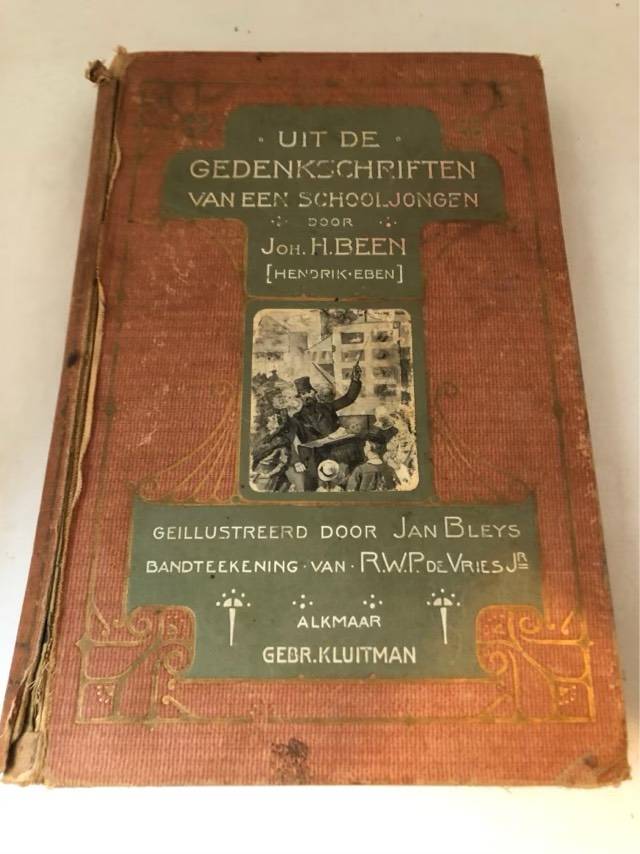 UIT DE
GEDENKSCHRIFTEN
VAN EEN SCHOOLJONGEN
DOOR
JOH. H. BEEN
[HENDRIK·EBEN]
GEILLUSTREERD DOOR JAN BLEYS
BANDTEEKENING · VAN · R.W.P. DE VRIES JR
ALKMAAR
GEBR. KLUITMAN